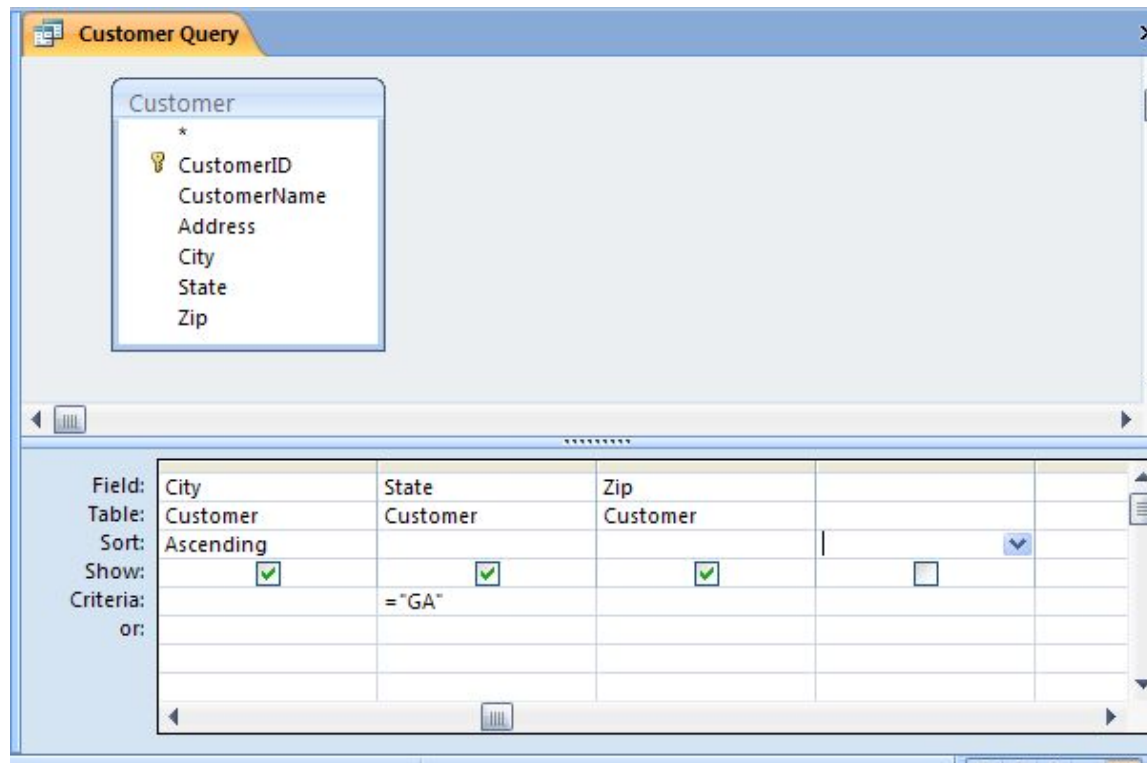 Customer Query
Customer
*
CustomerID
CustomerName
Address
City
State
Zip
Field: City State Zip
Table: Customer Customer Customer
Sort: Ascending
Show:
Criteria: ="GA"
or: